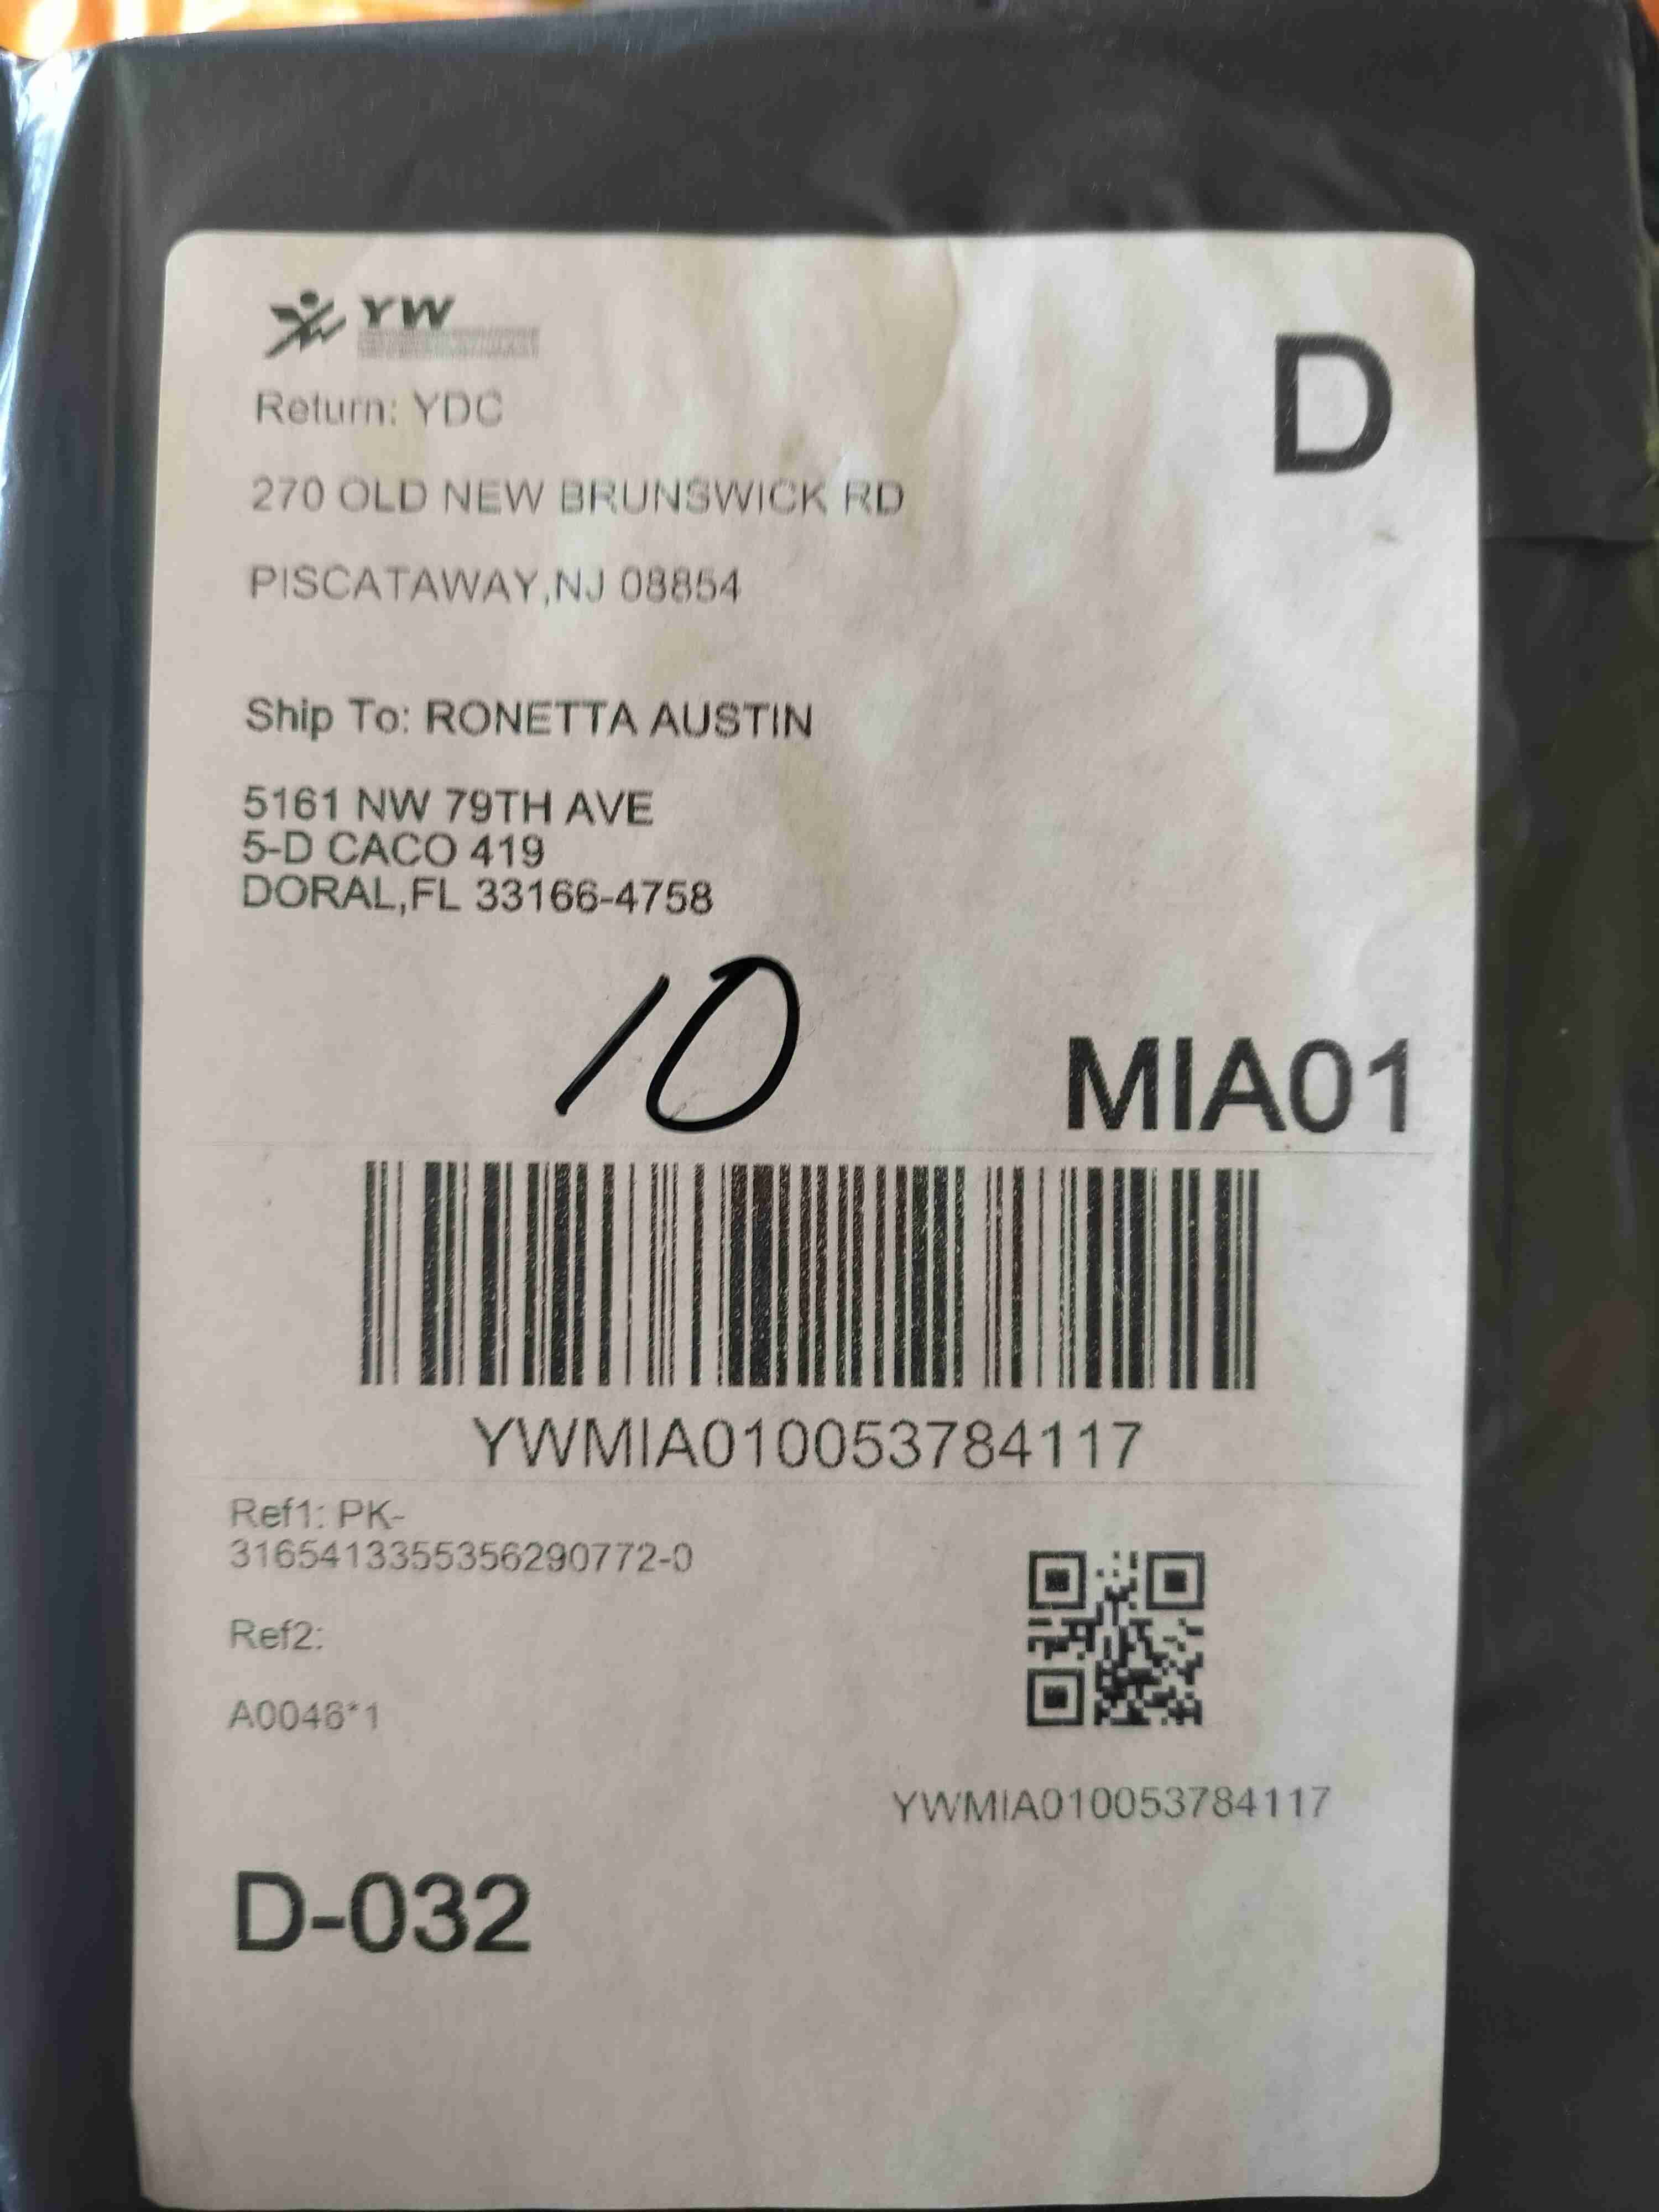 YW
D
Return: YDC
270 OLD NEW BRUNSWICK RD
PISCATAWAY,NJ 08854
Ship To: RONETTA AUSTIN
5161 NW 79TH AVE
5-D CACO 419
DORAL,FL 33166-4758
10
MIA01
YWMIA010053784117
Ref1: PK-
3165413355356290772-0
Ref2:
A0046*1
YWMIA010053784117
D-032